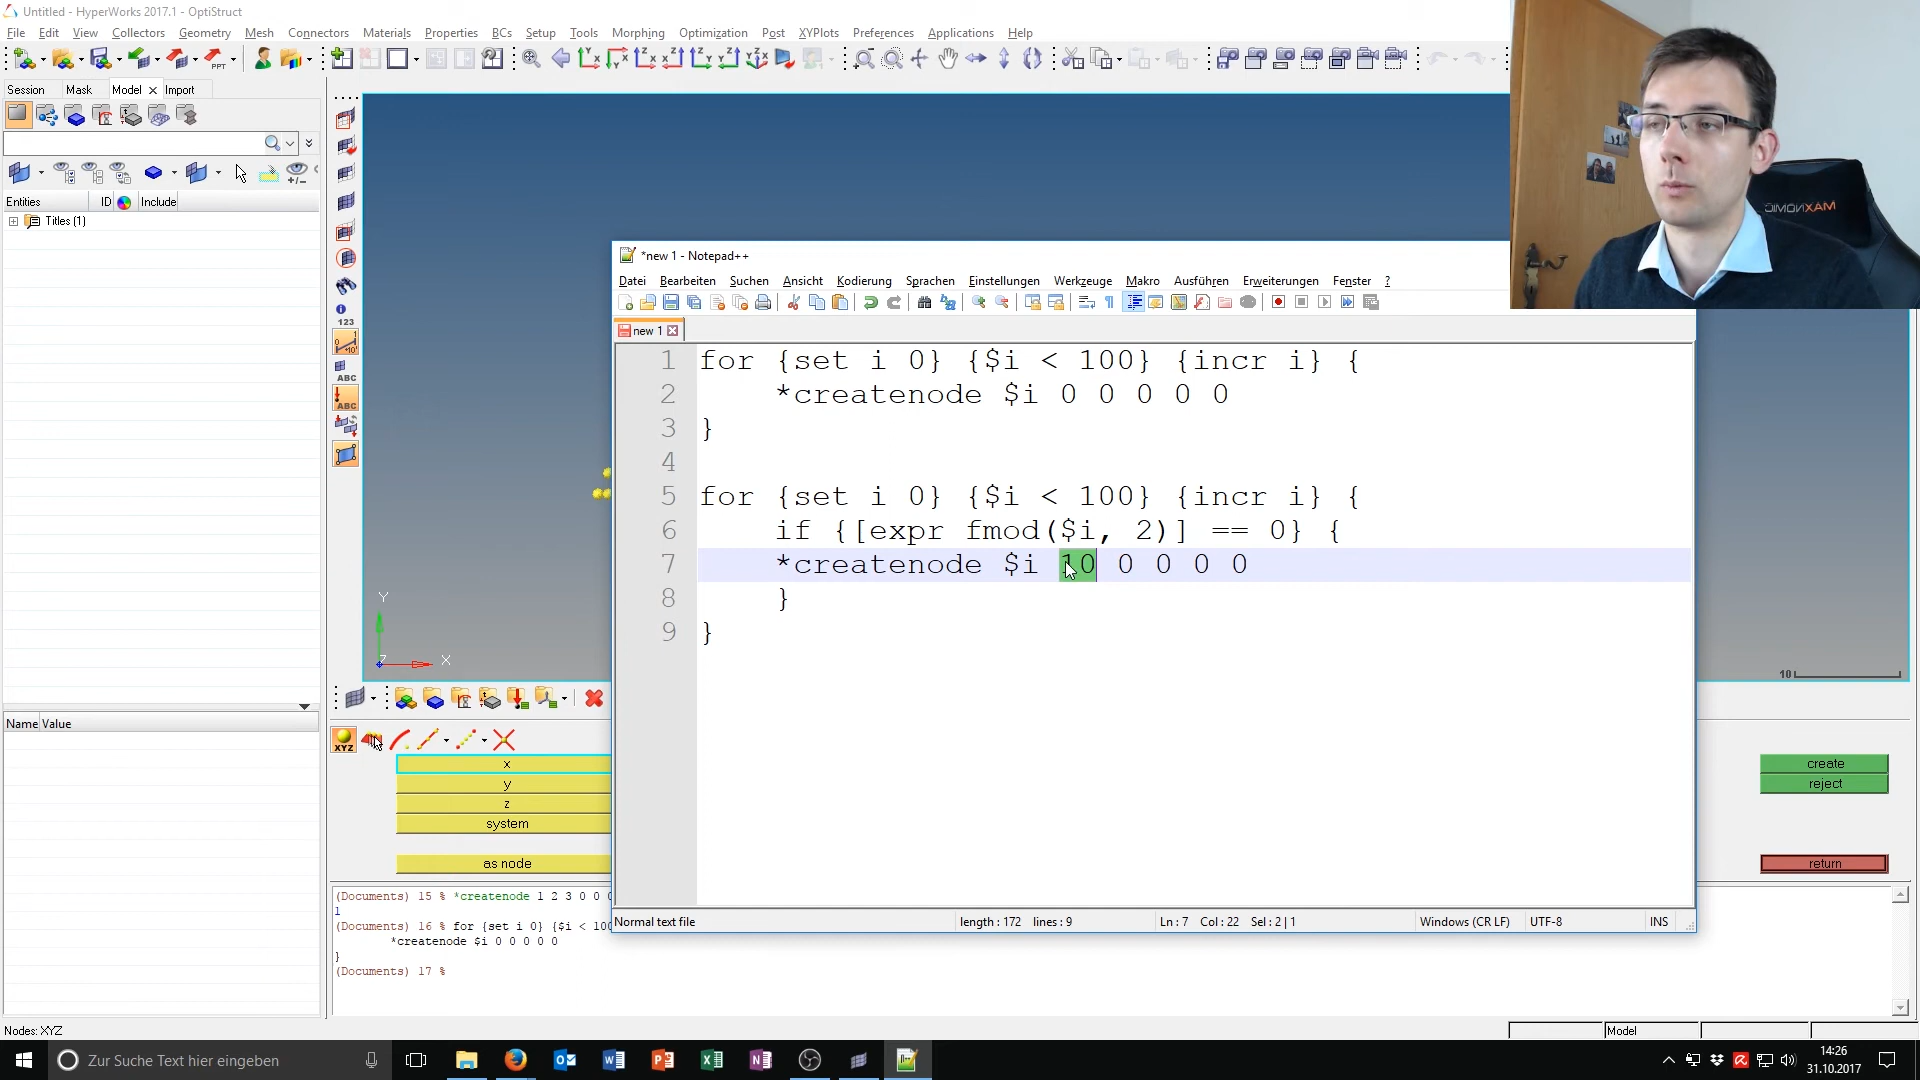 Untitled - HyperWorks 2017.1 - OptiStruct
File Edit View Collectors Geometry Mesh Connectors Materials Properties BCs Setup Tools Morphing Optimization Post XYPlots Preferences Applications Help
Session Mask Model Import
Entities ID Include
Titles (1)
Name Value
123
ABC
ABC
Y
Z X
10
*new 1 - Notepad++
Datei Bearbeiten Suchen Ansicht Kodierung Sprachen Einstellungen Werkzeuge Makro Ausführen Erweiterungen Fenster ?
new 1
1 for {set i 0} {$i < 100} {incr i} {
2 *createnode $i 0 0 0 0 0
3 }
4
5 for {set i 0} {$i < 100} {incr i} {
6 if {[expr fmod($i, 2)] == 0} {
7 *createnode $i 10 0 0 0 0
8 }
9 }
Normal text file length : 172 lines : 9 Ln : 7 Col : 22 Sel : 2 | 1 Windows (CR LF) UTF-8 INS
MAXNOMIC
XYZ
x
y
z
system
as node
create
reject
return
(Documents) 15 % *createnode 1 2 3 0 0 0
1
(Documents) 16 % for {set i 0} {$i < 100
*createnode $i 0 0 0 0 0
}
(Documents) 17 %
Nodes: XYZ
Model
Zur Suche Text hier eingeben
14:26
31.10.2017